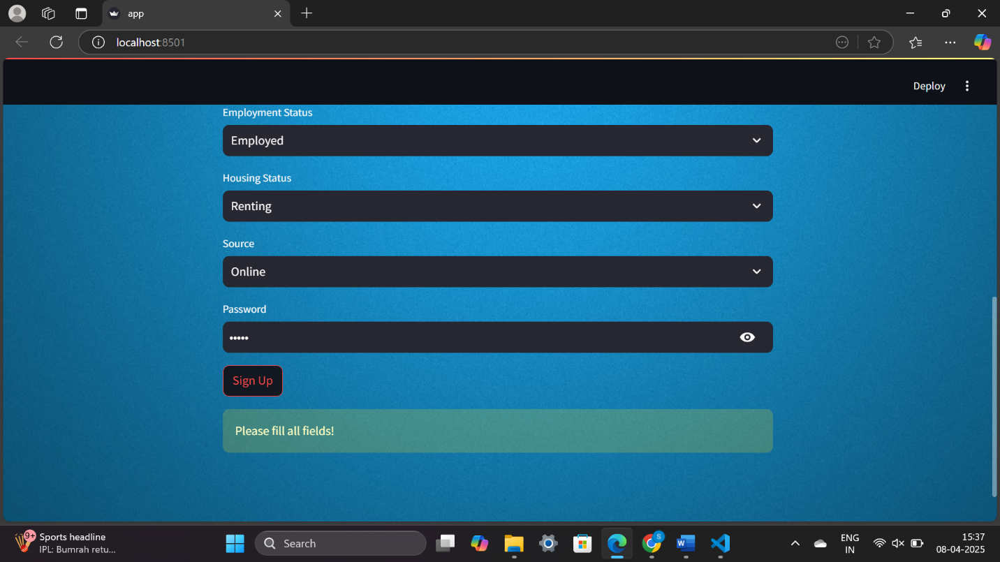 app
localhost:8501
Deploy
Employment Status
Employed
Housing Status
Renting
Source
Online
Password
•••••
Sign Up
Please fill all fields!
9+
Sports headline
IPL: Bumrah retu...
Search
S
W
ENG
IN
15:37
08-04-2025